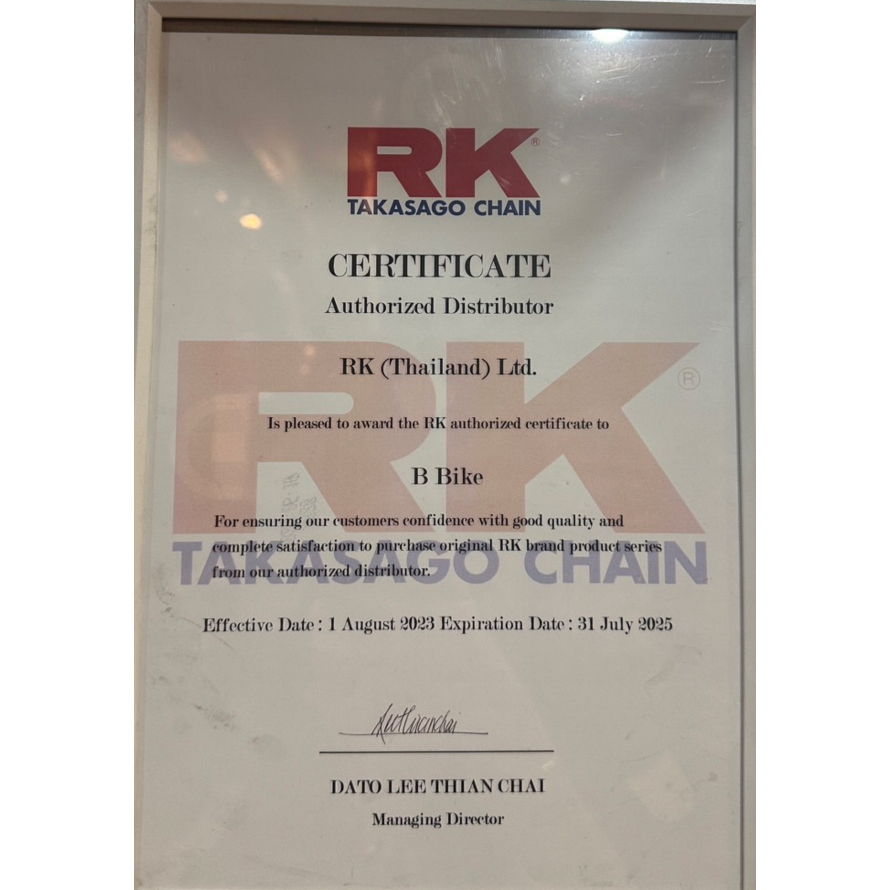 RK®
TAKASAGO CHAIN
CERTIFICATE
Authorized Distributor
RK (Thailand) Ltd.
RK®
Is pleased to award the RK authorized certificate to
B Bike
For ensuring our customers confidence with good quality and
complete satisfaction to purchase original RK brand product series
TAKASAGO CHAIN
from our authorized distributor.
Effective Date : 1 August 2023 Expiration Date : 31 July 2025
DATO LEE THIAN CHAI
Managing Director